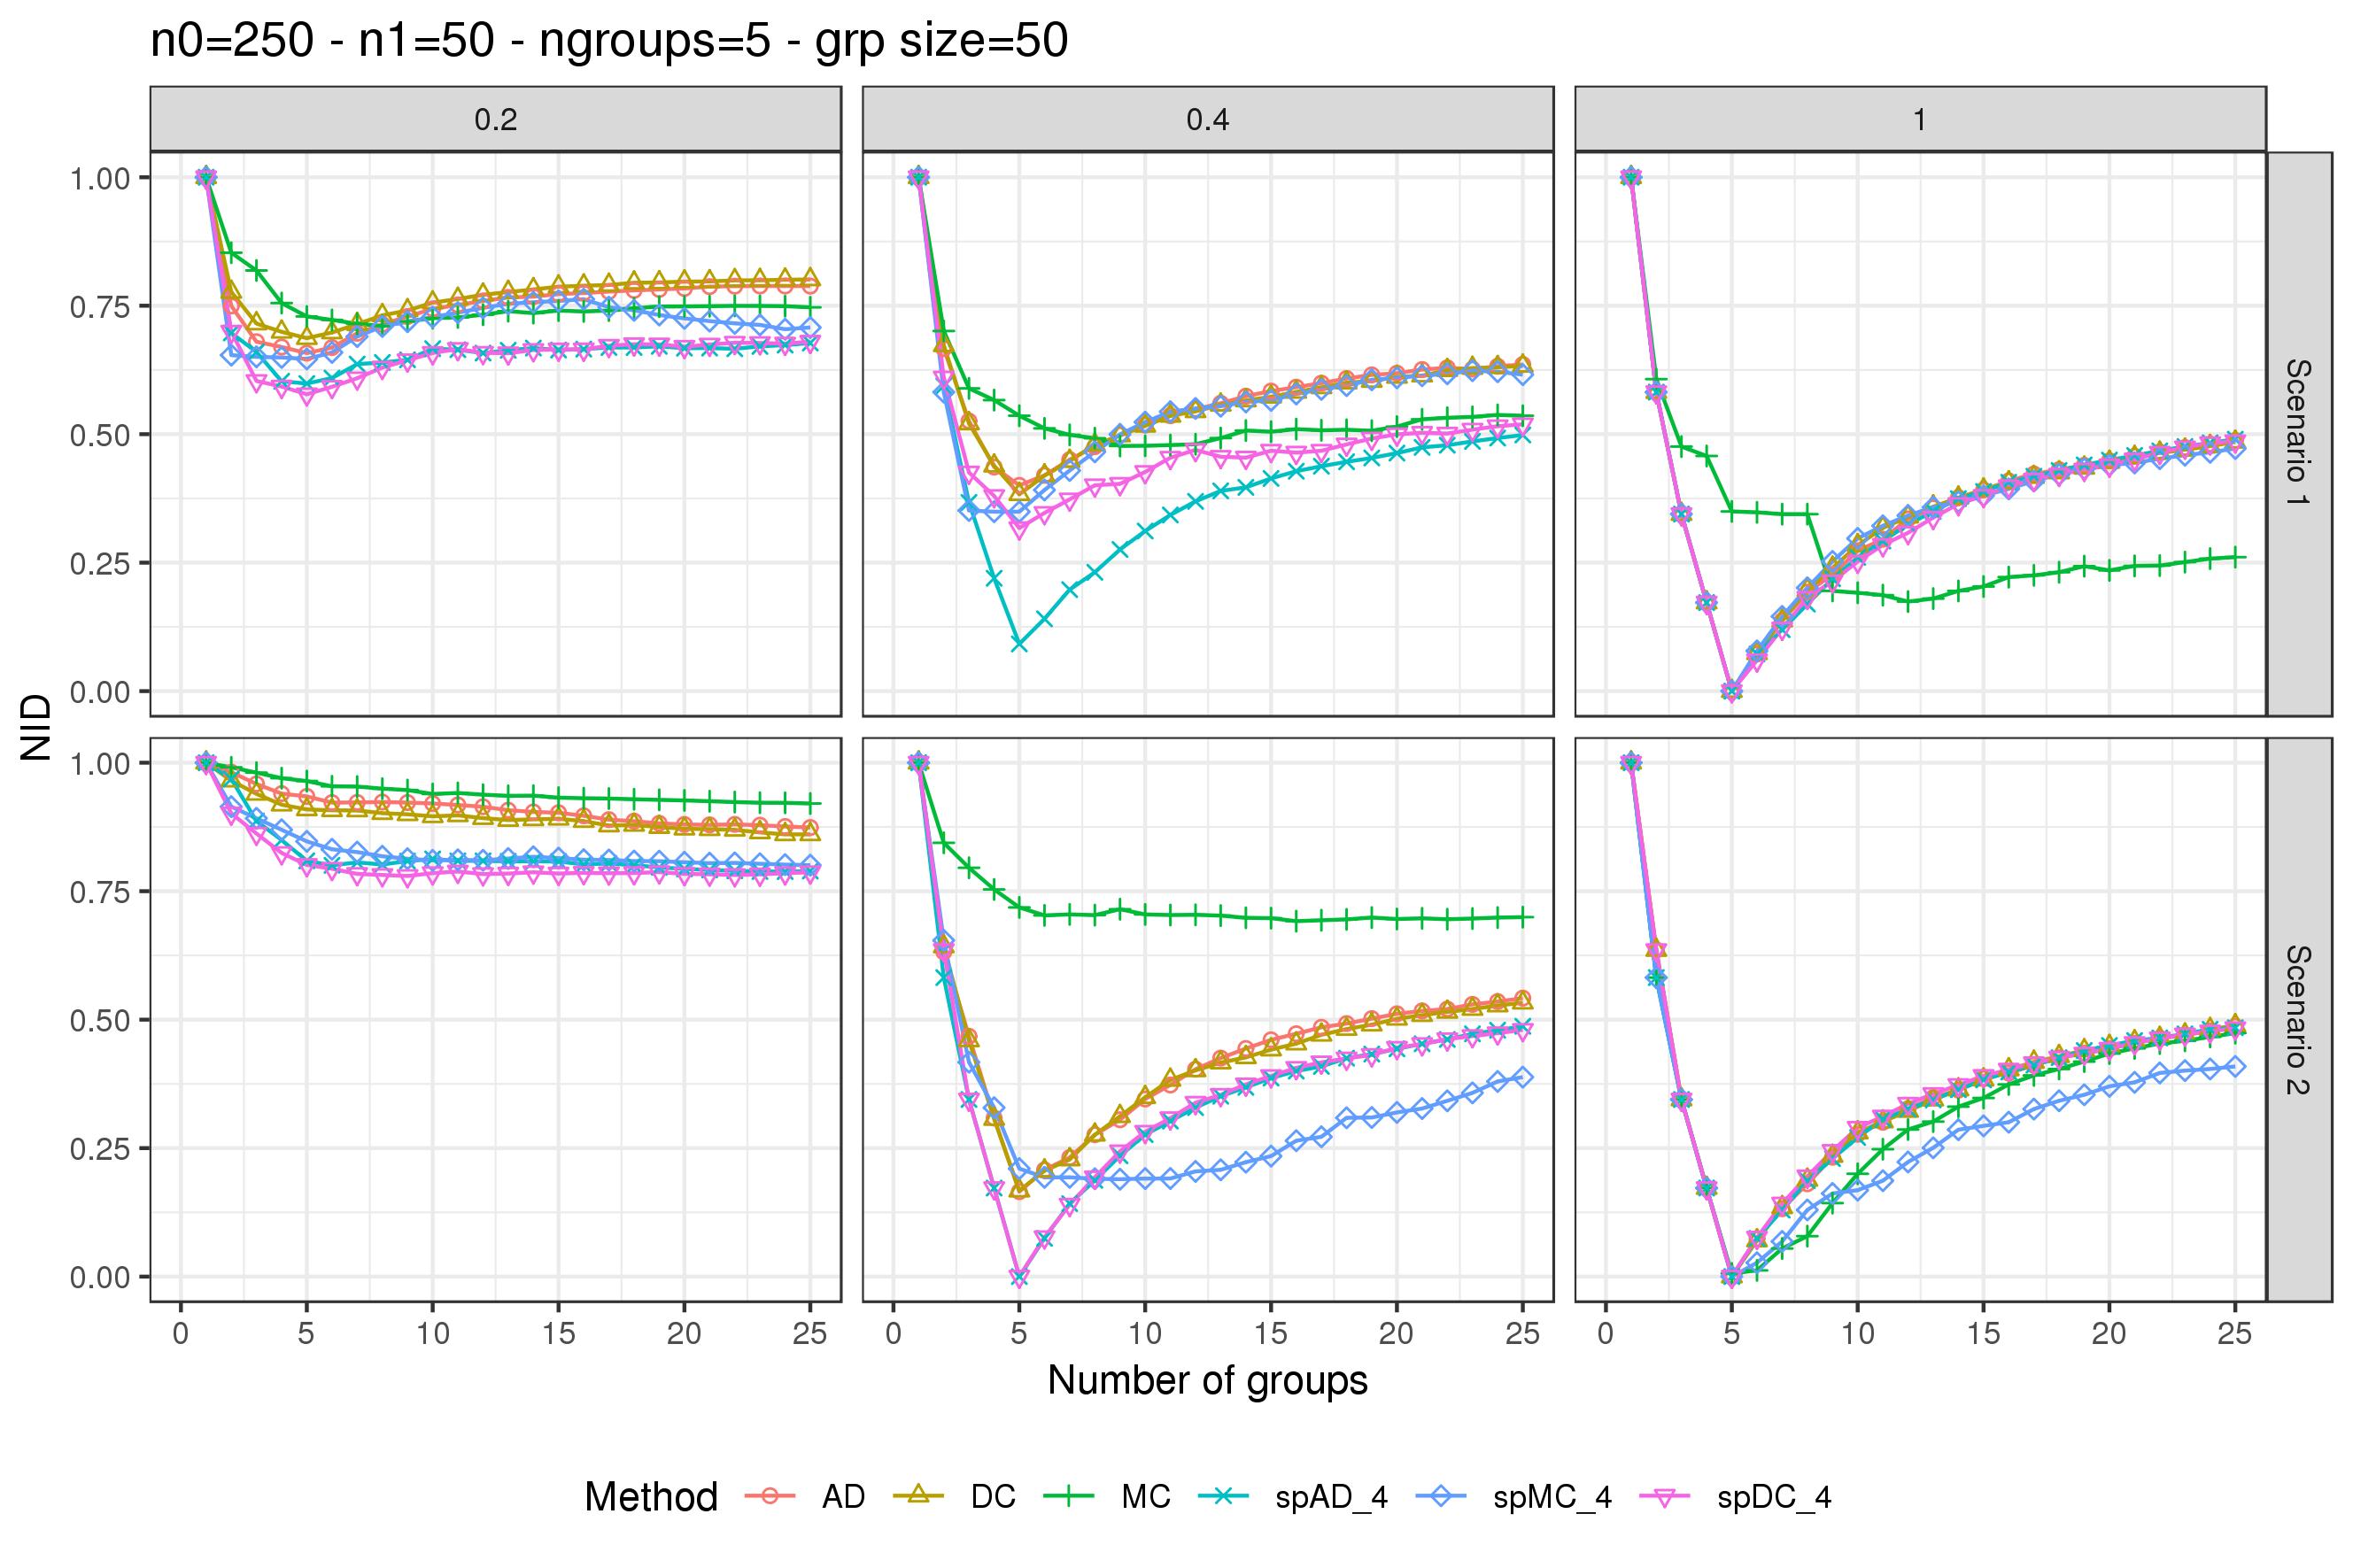 n0=250 - n1=50 - ngroups=5 - grp size=50
0.2 0.4 1
1.00
0.75
0.50
0.25
0.00
Scenario 1
NID
1.00
0.75
0.50
0.25
0.00
Scenario 2
0 5 10 15 20 25 0 5 10 15 20 25 0 5 10 15 20 25
Number of groups
Method AD DC MC spAD_4 spMC_4 spDC_4